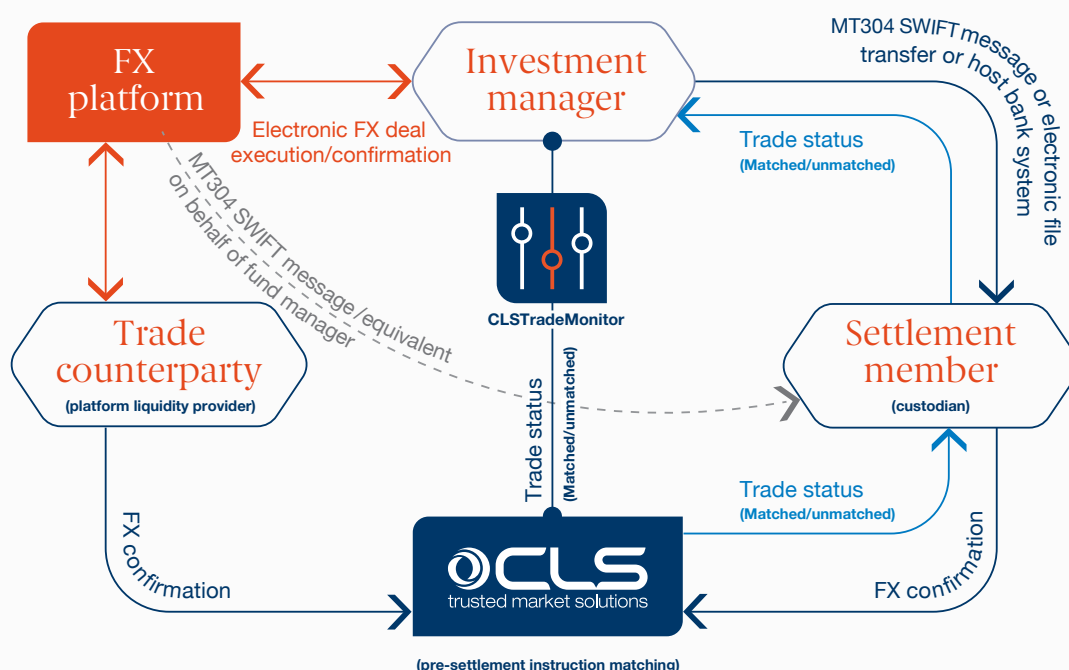 FX
platform
Investment
manager
MT304 SWIFT message or electronic file
transfer or host bank
system
Electronic FX deal
execution/confirmation
Trade status
(Matched/unmatched)
MT304 SWIFT message/equivalent
on behalf of fund manager
CLSTradeMonitor
Trade
counterparty
(platform liquidity provider)
Settlement
member
(custodian)
Trade status
(Matched/unmatched)
Trade status
(Matched/unmatched)
FX confirmation
CLS
trusted market solutions
FX confirmation
(pre-settlement instruction matching)